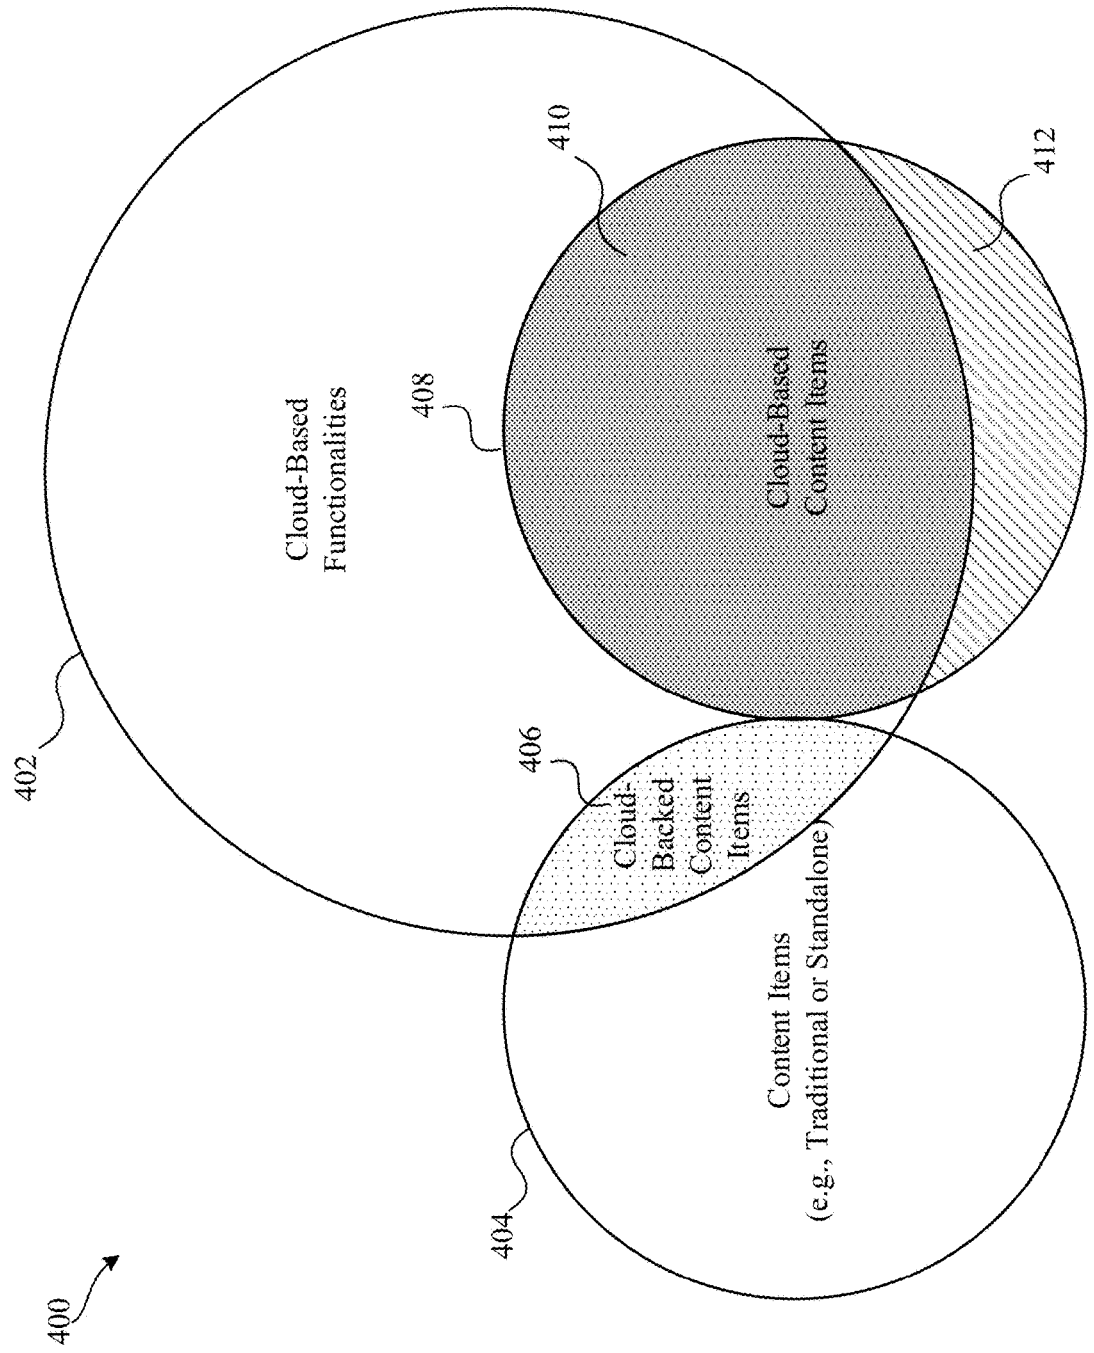 400
402
Cloud-Based
Functionalities
404
Content Items
(e.g., Traditional or Standalone)
406
Cloud-
Backed
Content
Items
408
Cloud-Based
Content Items
410
412